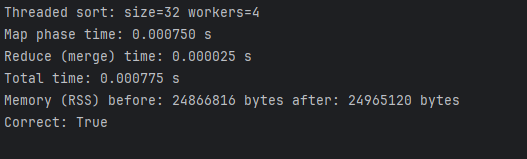 Threaded sort: size=32 workers=4
Map phase time: 0.000750 s
Reduce (merge) time: 0.000025 s
Total time: 0.000775 s
Memory (RSS) before: 24866816 bytes after: 24965120 bytes
Correct: True